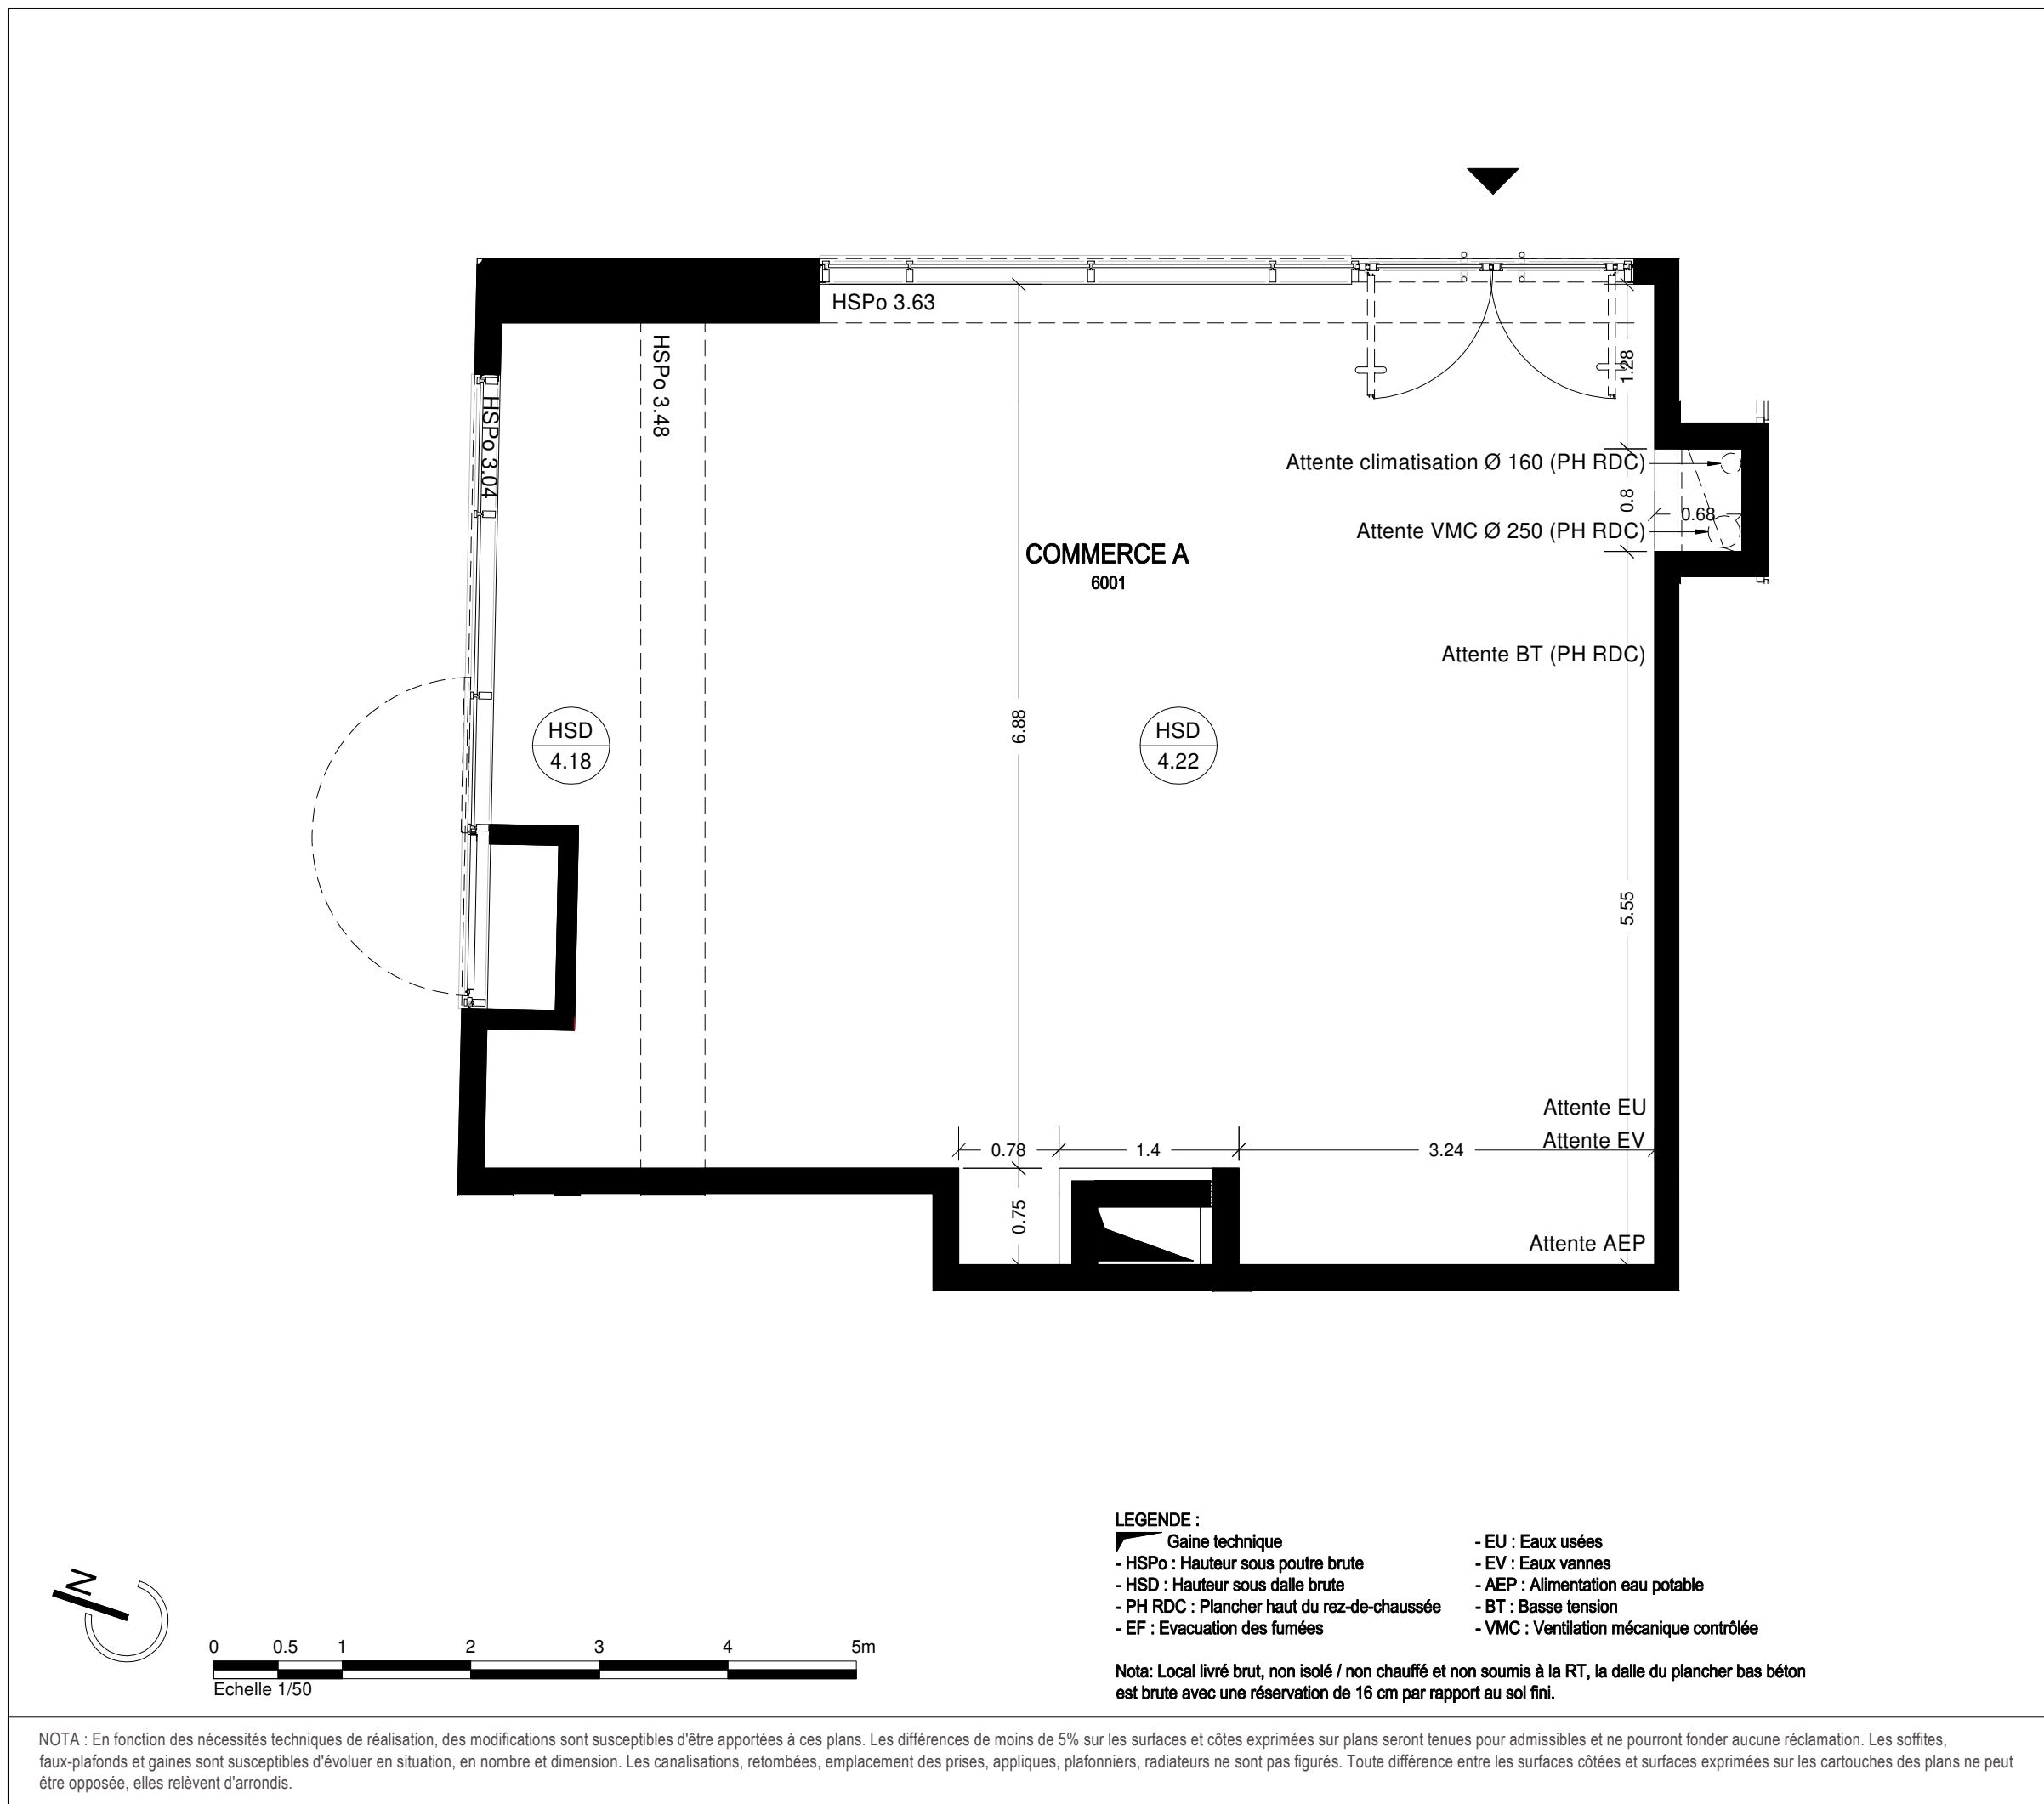 HSPo 3.63
HSPo 3.48
HSPo 3.04
1.28
Attente climatisation Ø 160 (PH RDC)
0.8
0.68
Attente VMC Ø 250 (PH RDC)
COMMERCE A
6001
Attente BT (PH RDC)
6.88
HSD
4.18
HSD
4.22
5.55
Attente EU
Attente EV
0.78
1.4
3.24
0.75
Attente AEP
LEGENDE :
Gaine technique
- HSPo : Hauteur sous poutre brute
- HSD : Hauteur sous dalle brute
- PH RDC : Plancher haut du rez-de-chaussée
- EF : Evacuation des fumées
- EU : Eaux usées
- EV : Eaux vannes
- AEP : Alimentation eau potable
- BT : Basse tension
- VMC : Ventilation mécanique contrôlée
Nota: Local livré brut, non isolé / non chauffé et non soumis à la RT, la dalle du plancher bas béton
est brute avec une réservation de 16 cm par rapport au sol fini.
N
0 0.5 1 2 3 4 5m
Echelle 1/50
NOTA : En fonction des nécessités techniques de réalisation, des modifications sont susceptibles d'être apportées à ces plans. Les différences de moins de 5% sur les surfaces et côtes exprimées sur plans seront tenues pour admissibles et ne pourront fonder aucune réclamation. Les soffites,
faux-plafonds et gaines sont susceptibles d'évoluer en situation, en nombre et dimension. Les canalisations, retombées, emplacement des prises, appliques, plafonniers, radiateurs ne sont pas figurés. Toute différence entre les surfaces côtées et surfaces exprimées sur les cartouches des plans ne peut
être opposée, elles relèvent d'arrondis.